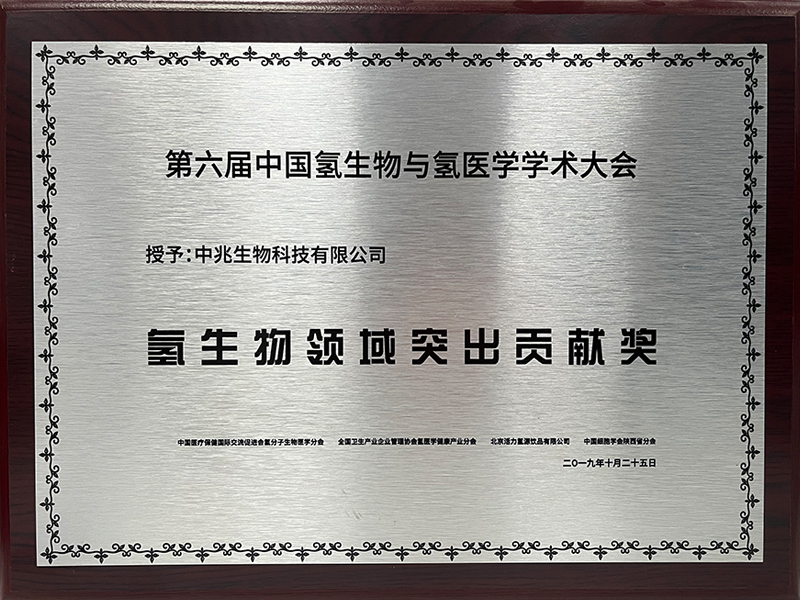 第六届中国氢生物与氢医学学术大会
授予:中兆生物科技有限公司
氢生物领域突出贡献奖
中国医疗保健国际交流促进会氢分子生物医学分会 全国卫生产业企业管理协会氢医学健康产业分会 北京活力氢源饮品有限公司 中国细胞学会陕西省分会
二〇一九年十月二十五日